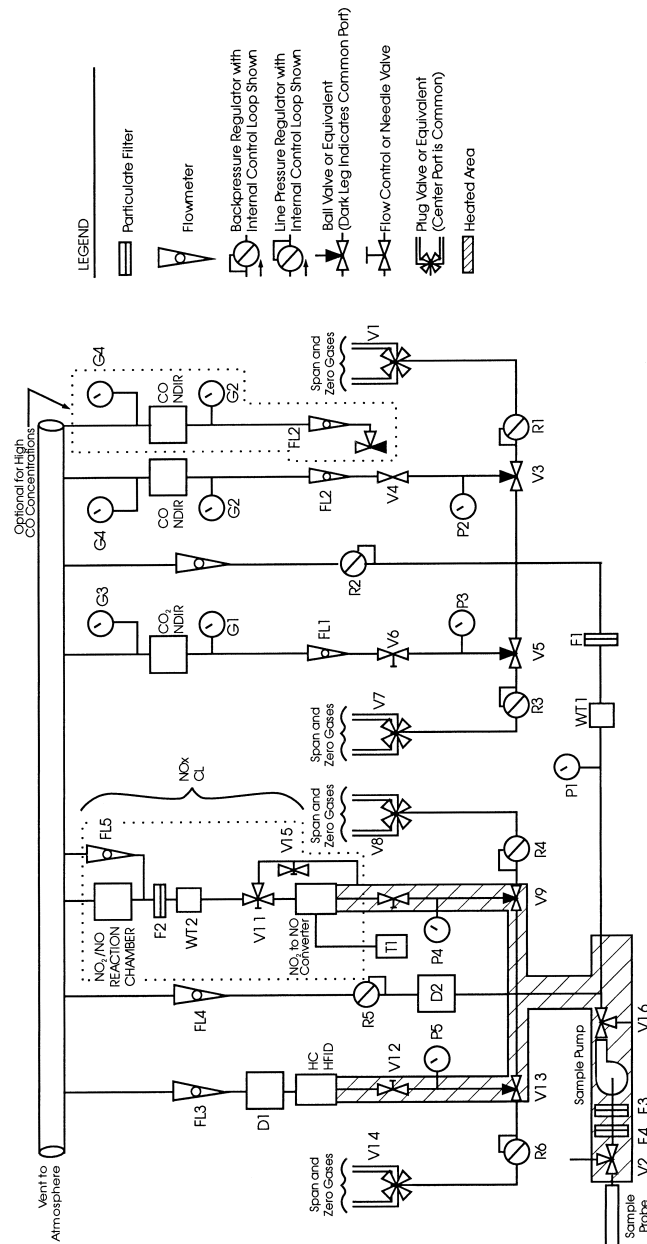 LEGEND
Particulate Filter
Flowmeter
Backpressure Regulator with
Internal Control Loop Shown
Line Pressure Regulator with
Internal Control Loop Shown
Ball Valve or Equivalent
(Dark Leg Indicates Common Port)
Flow Control or Needle Valve
Plug Valve or Equivalent
(Center Port is Common)
Heated Area
Vent to
Atmosphere
Optional for High
CO Concentrations
FL3
D1
HC
HFID
V12
P5
V13
R6
V14
Span and
Zero Gases
FL4
R5
D2
NOx
CL
FL5
NO2/NO
REACTION
CHAMBER
F2
WT2
V11
V15
NO2 to NO
Converter
T1
P4
V9
R4
V8
Span and
Zero Gases
G3
CO2
NDIR
G1
FL1
V6
P3
V5
R3
V7
Span and
Zero Gases
R2
G4
CO
NDIR
G2
FL2
V4
P2
V3
G4
CO
NDIR
G2
FL2
R1
V1
Span and
Zero Gases
Sample
Probe
V2
F4
F3
Sample Pump
V16
P1
WT1
F1